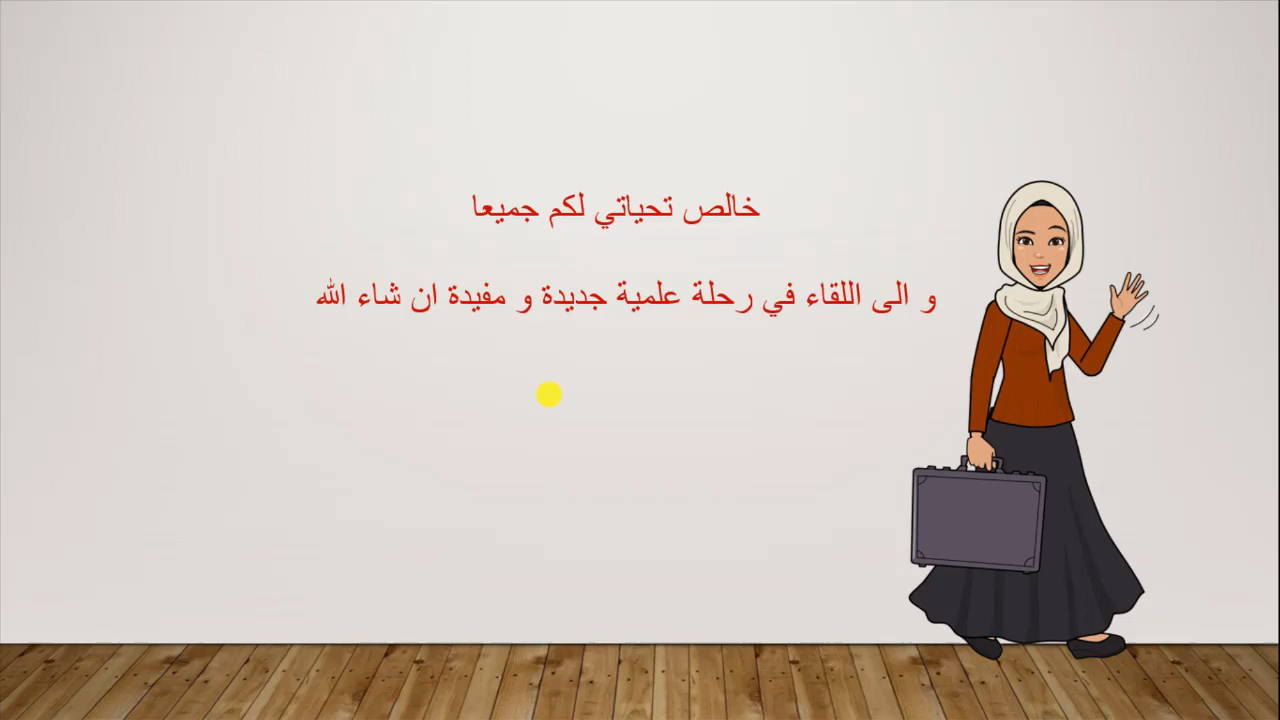 خالص تحياتي لكم جميعا
و الى اللقاء في رحلة علمية جديدة و مفيدة ان شاء الله